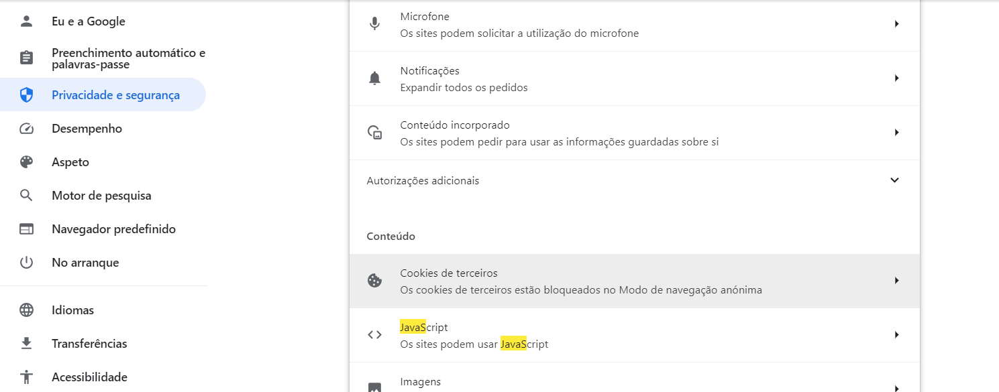 Eu e a Google
Preenchimento automático e
palavras-passe
Privacidade e segurança
Desempenho
Aspeto
Motor de pesquisa
Navegador predefinido
No arranque
Idiomas
Transferências
Acessibilidade
Microfone
Os sites podem solicitar a utilização do microfone
Notificações
Expandir todos os pedidos
Conteúdo incorporado
Os sites podem pedir para usar as informações guardadas sobre si
Autorizações adicionais
Conteúdo
Cookies de terceiros
Os cookies de terceiros estão bloqueados no Modo de navegação anónima
JavaScript
Os sites podem usar JavaScript
Imagens